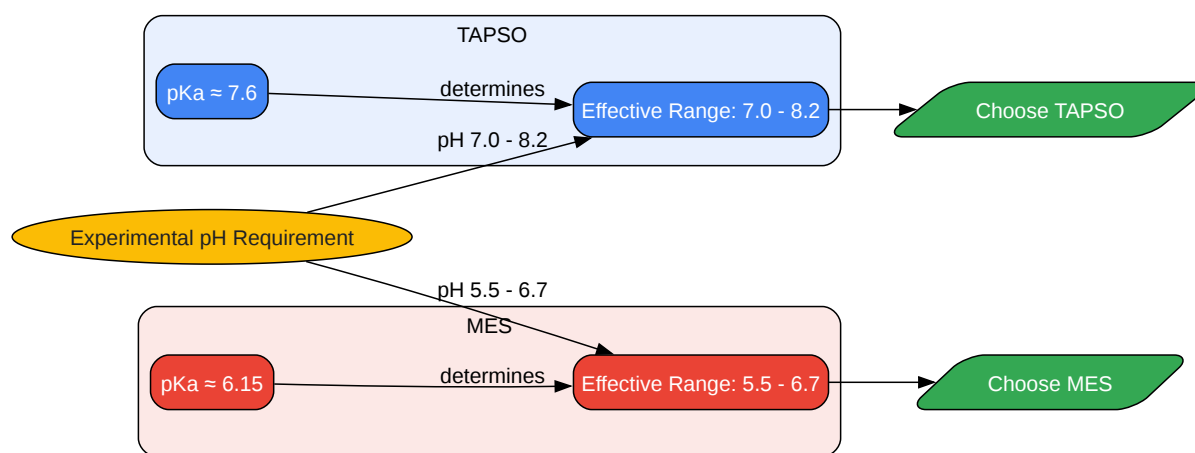 TAPSO
pKa ≈ 7.6
determines
Effective Range: 7.0 - 8.2
Choose TAPSO
pH 7.0 - 8.2
Experimental pH Requirement
pH 5.5 - 6.7
MES
pKa ≈ 6.15
determines
Effective Range: 5.5 - 6.7
Choose MES